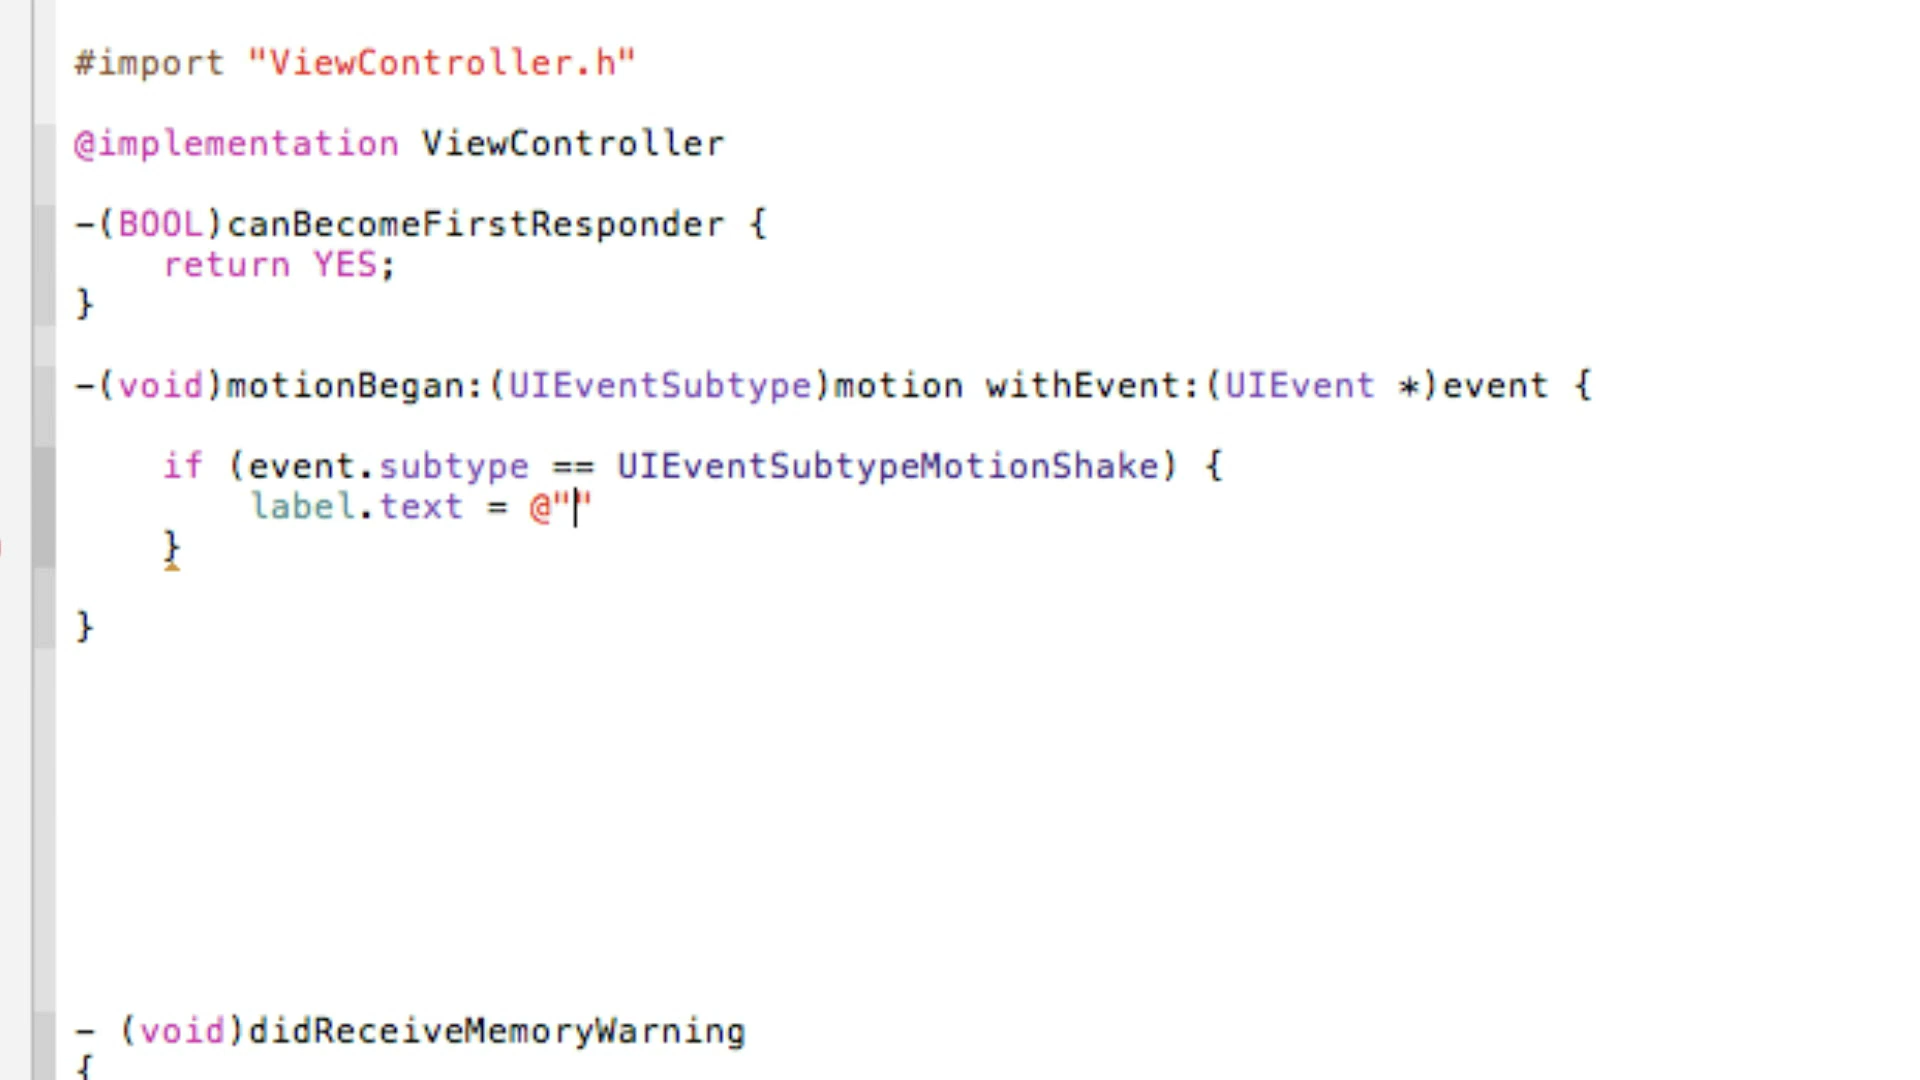 #import "ViewController.h"
@implementation ViewController
-(BOOL)canBecomeFirstResponder {
return YES;
}
-(void)motionBegan:(UIEventSubtype)motion withEvent:(UIEvent *)event {
if (event.subtype == UIEventSubtypeMotionShake) {
label.text = @""
}
}
- (void)didReceiveMemoryWarning
{